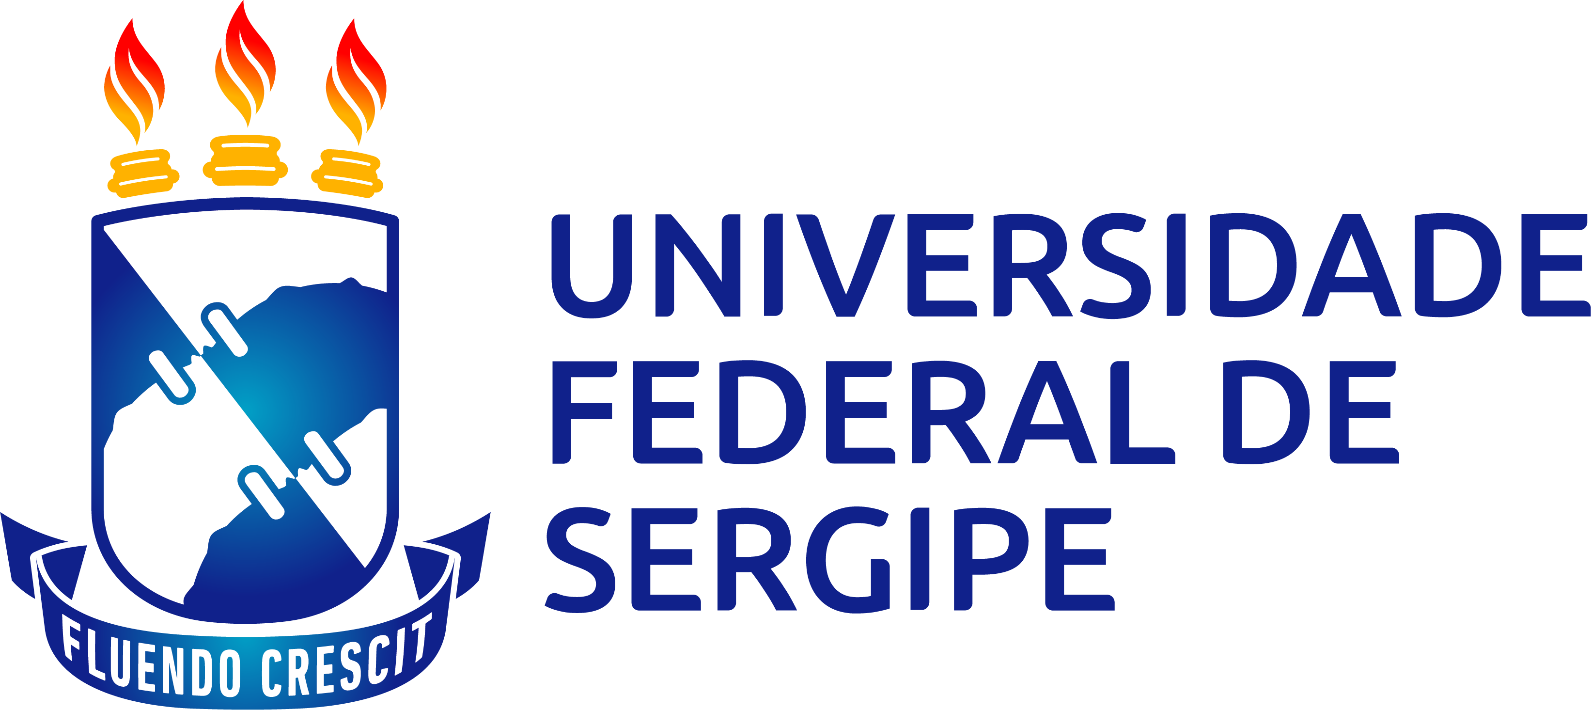 UNIVERSIDADE
FEDERAL DE
SERGIPE
FLUENDO CRESCIT